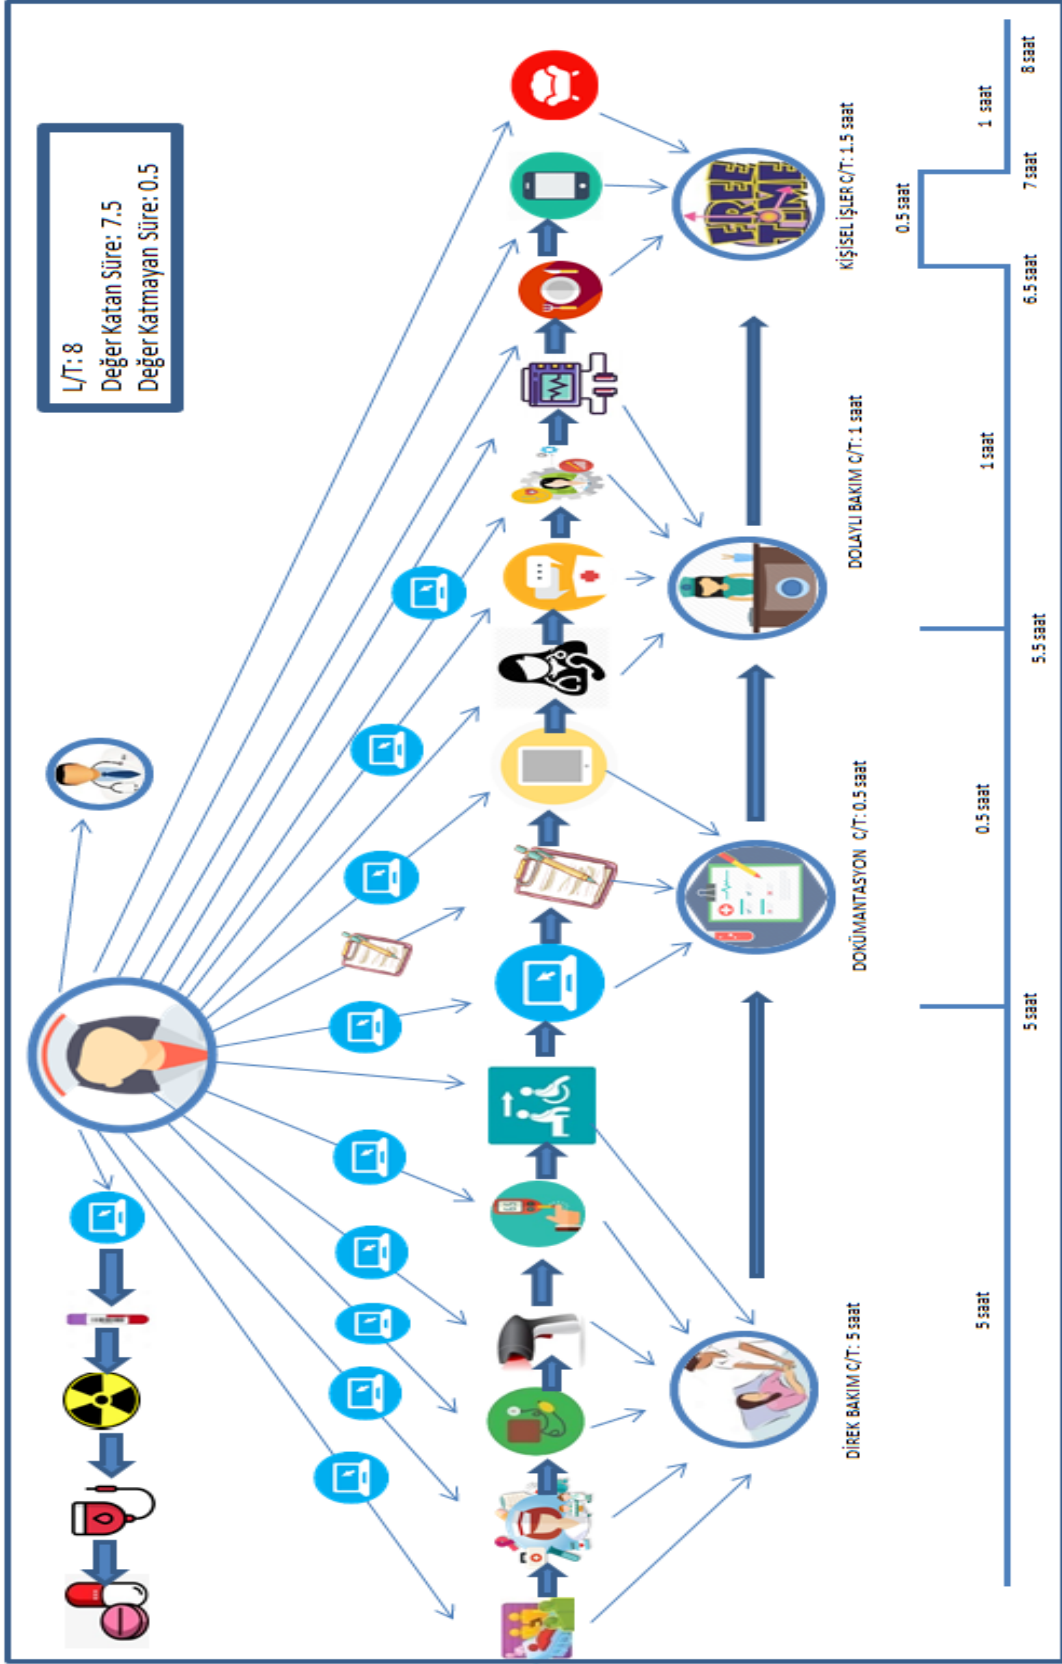 L/T: 8
Değer Katan Süre: 7.5
Değer Katmayan Süre: 0.5
FREE
TIME
DİREK BAKIM C/T: 5 saat
DOKÜMANTASYON C/T: 0.5 saat
DOLAYLI BAKIM C/T: 1 saat
KİŞİSEL İŞLER C/T: 1.5 saat
0.5 saat
5 saat
0.5 saat
1 saat
1 saat
5 saat
5.5 saat
6.5 saat
7 saat
8 saat